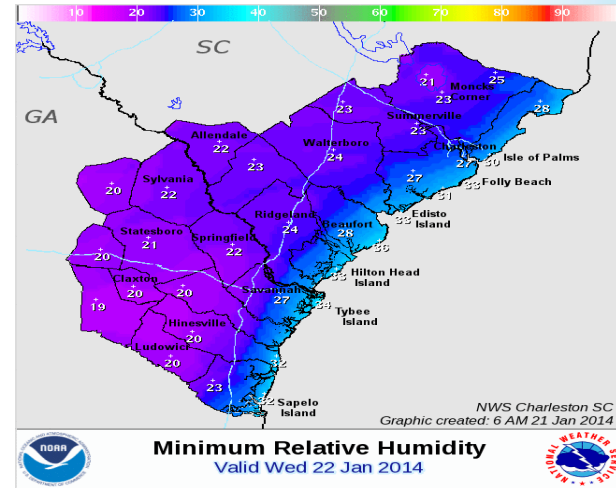 10 20 30 40 50 60 70 80 90
SC
GA
21
25
Moncks
Corner
23
28
23
Summerville
23
Allendale
22
Walterboro
24
Charleston
27
30
Isle of Palms
23
27
33
Folly Beach
31
20
Sylvania
22
Edisto
Island
33
Ridgeland
24
Beaufort
28
36
Statesboro
21
Springfield
22
20
Hilton Head
Island
33
Claxton
20
20
Savannah
27
19
34
Tybee
Island
Hinesville
20
Ludowici
20
32
23
32
Sapelo
Island
NWS Charleston SC
Graphic created: 6 AM 21 Jan 2014
NOAA
Minimum Relative Humidity
Valid Wed 22 Jan 2014
NATIONAL WEATHER SERVICE